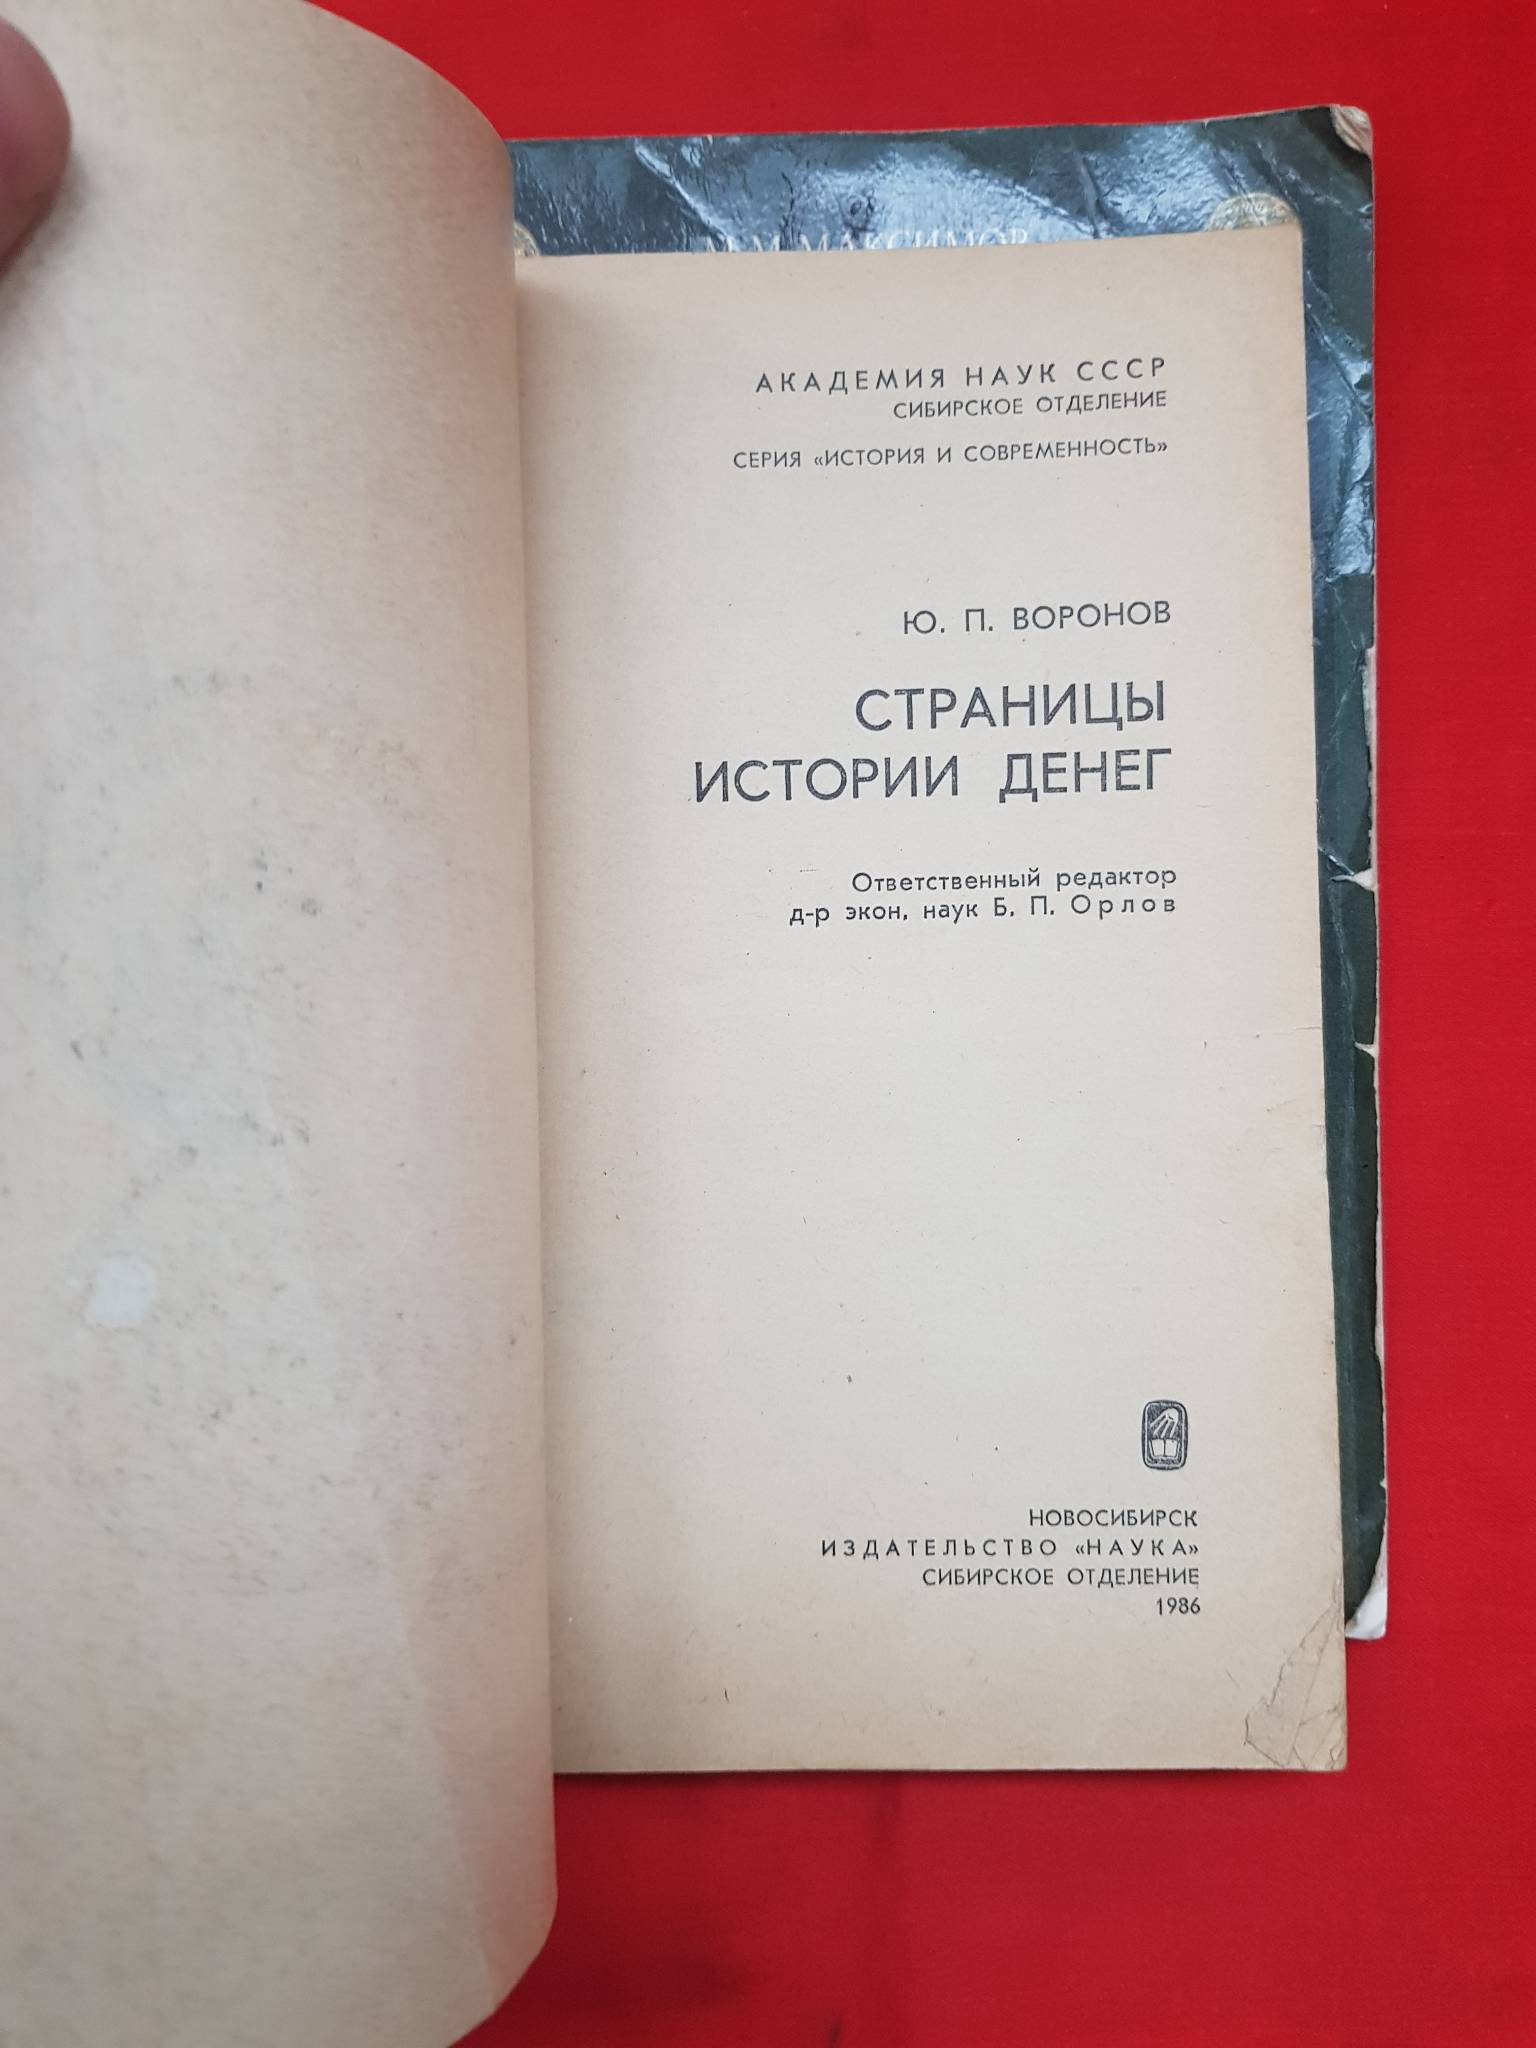 М.М.МАКСИМОВ
АКАДЕМИЯ НАУК СССР
СИБИРСКОЕ ОТДЕЛЕНИЕ
СЕРИЯ «ИСТОРИЯ И СОВРЕМЕННОСТЬ»
Ю. П. ВОРОНОВ
СТРАНИЦЫ
ИСТОРИИ ДЕНЕГ
Ответственный редактор
д-р экон. наук Б. П. Орлов
НОВОСИБИРСК
ИЗДАТЕЛЬСТВО «НАУКА»
СИБИРСКОЕ ОТДЕЛЕНИЕ
1986